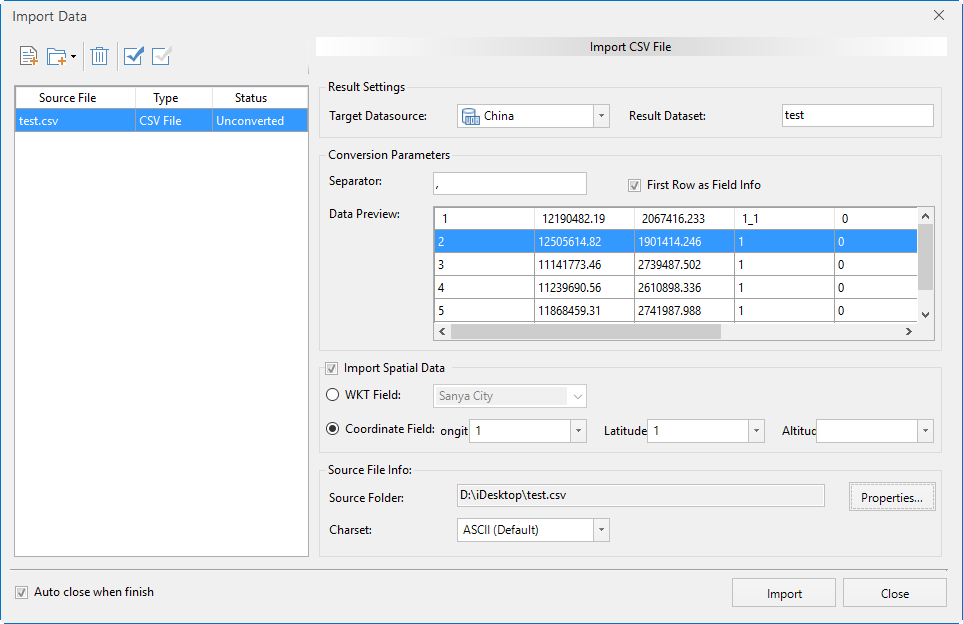 Import Data
Import CSV File
Source File Type Status
test.csv CSV File Unconverted
Result Settings
Target Datasource: China Result Dataset: test
Conversion Parameters
Separator: , First Row as Field Info
Data Preview:
1 12190482.19 2067416.233 1_1 0
2 12505614.82 1901414.246 1 0
3 11141773.46 2739487.502 1 0
4 11239690.56 2610898.336 1 0
5 11868459.31 2741987.988 1 0
Import Spatial Data
WKT Field: Sanya City
Coordinate Field: ongit 1 Latitude 1 Altituc
Source File Info:
Source Folder: D:\iDesktop\test.csv Properties...
Charset: ASCII (Default)
Auto close when finish Import Close